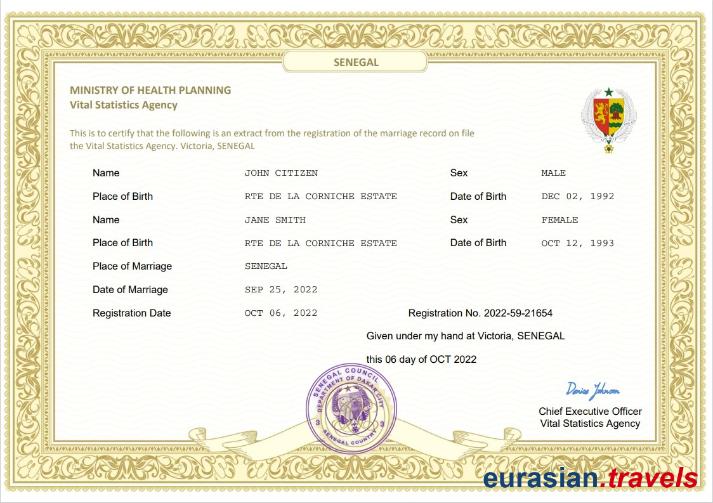 SENEGAL
MINISTRY OF HEALTH PLANNING
Vital Statistics Agency
This is to certify that the following is an extract from the registration of the marriage record on file
the Vital Statistics Agency. Victoria, SENEGAL
Name JOHN CITIZEN Sex MALE
Place of Birth RTE DE LA CORNICHE ESTATE Date of Birth DEC 02, 1992
Name JANE SMITH Sex FEMALE
Place of Birth RTE DE LA CORNICHE ESTATE Date of Birth OCT 12, 1993
Place of Marriage SENEGAL
Date of Marriage SEP 25, 2022
Registration Date OCT 06, 2022 Registration No. 2022-59-21654
Given under my hand at Victoria, SENEGAL
this 06 day of OCT 2022
SENEGAL COUNCIL
DEPARTMENT OF DAKAR CITY
SENEGAL COUNTRY
Denise Johnson
Chief Executive Officer
Vital Statistics Agency
eurasian.travels